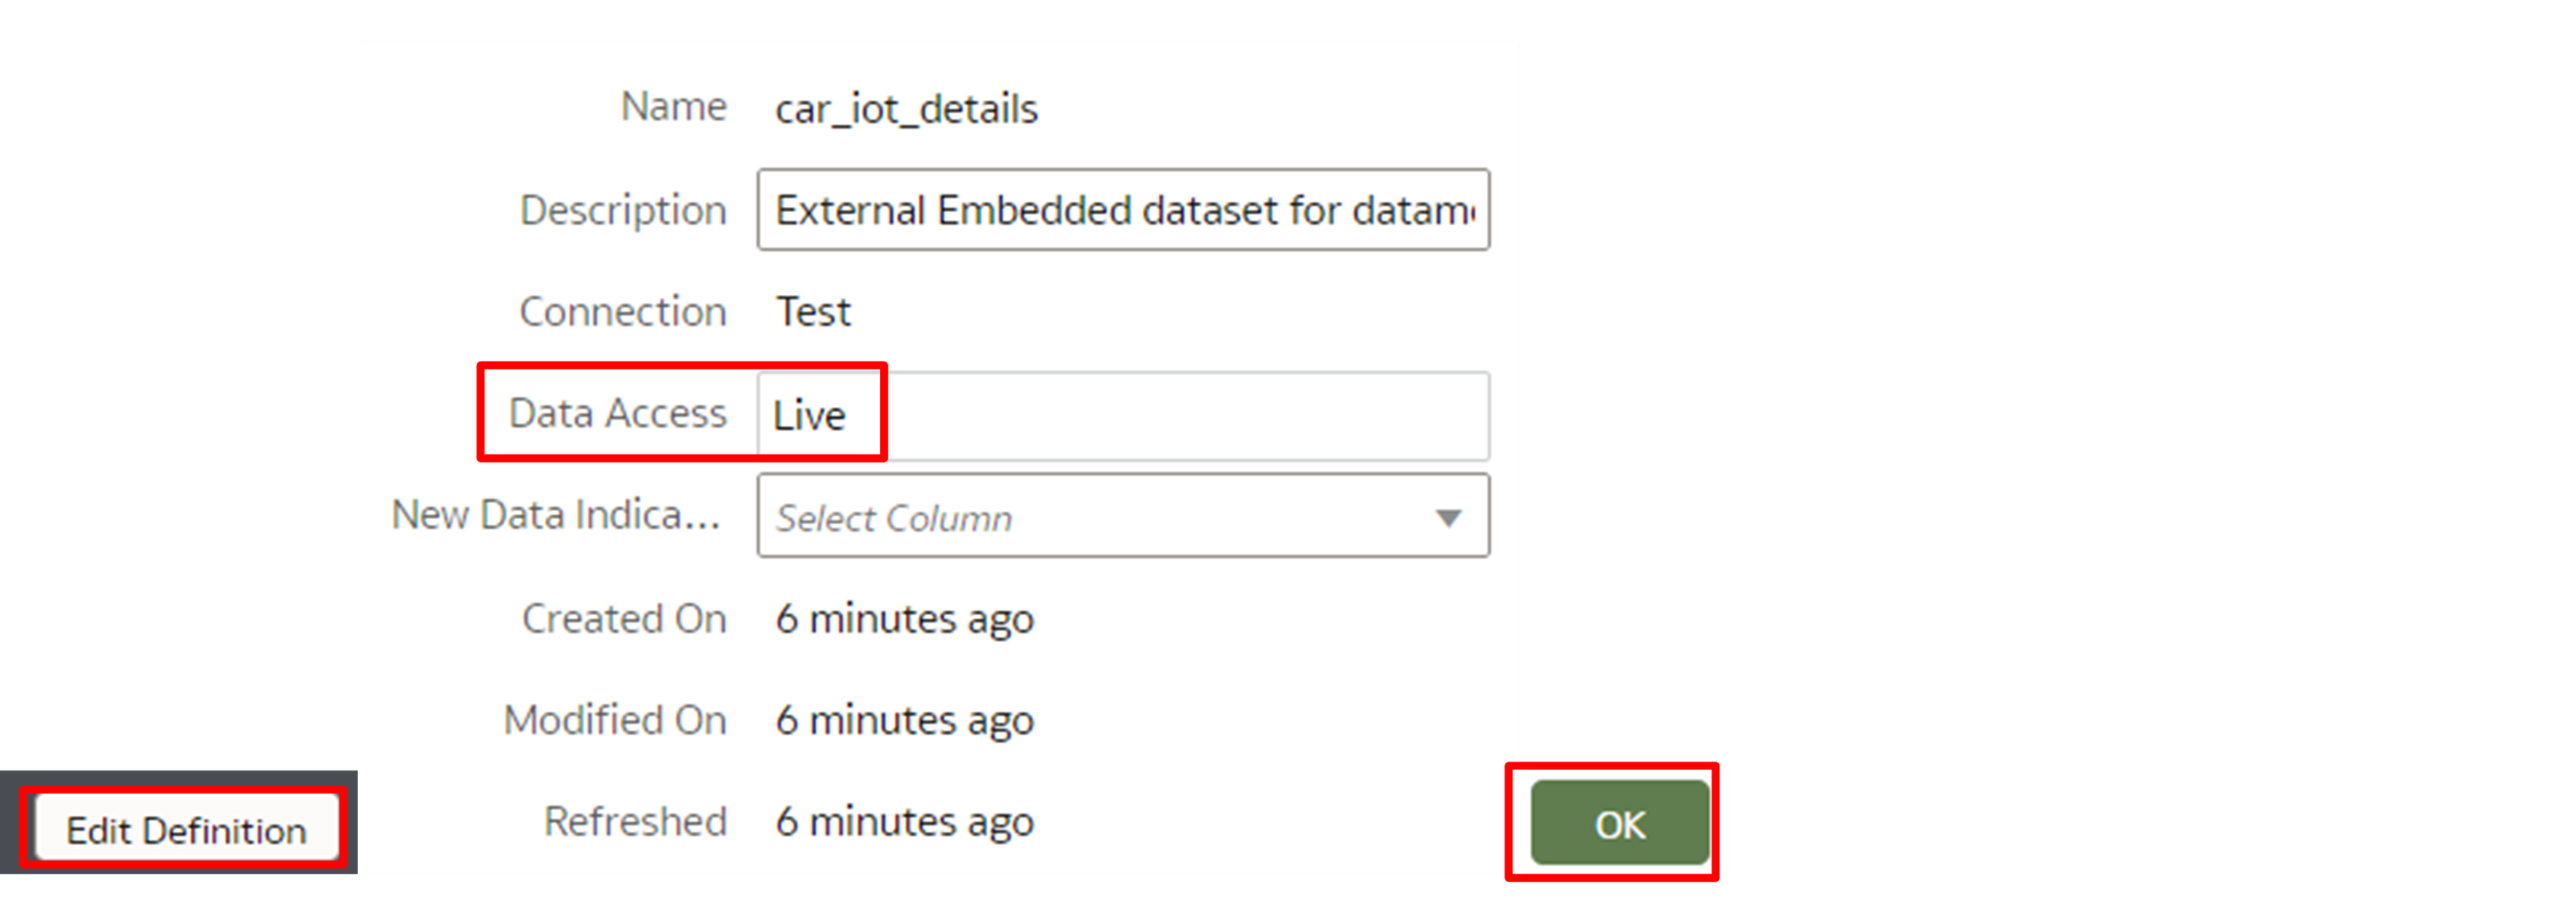 Name car_iot_details
Description External Embedded dataset for datam
Connection Test
Data Access Live
New Data Indica... Select Column
Created On 6 minutes ago
Modified On 6 minutes ago
Edit Definition Refreshed 6 minutes ago OK